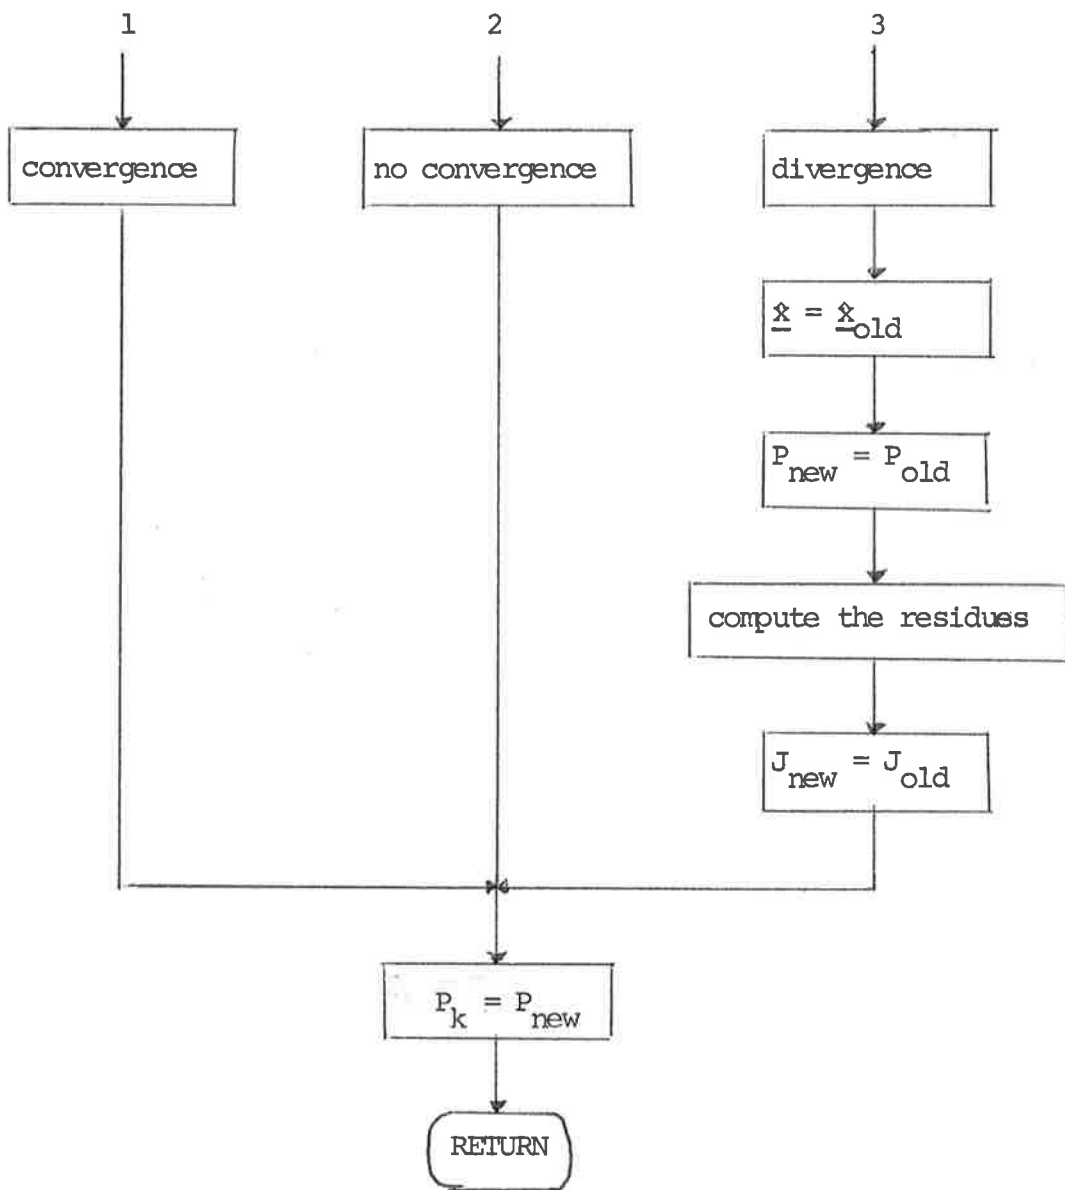 1 2 3
convergence no convergence divergence
x̂ = x̂old
Pnew = Pold
compute the residues
Jnew = Jold
Pk = Pnew
RETURN